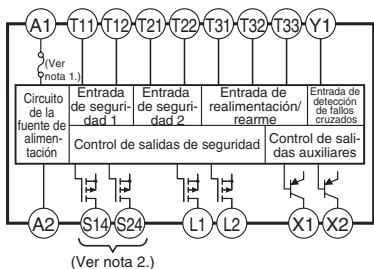 A1 T11 T12 T21 T22 T31 T32 T33 Y1
(Ver
nota 1.)
Circuito
de la
fuente de
alimen-
tación
Entrada
de seguri-
dad 1
Entrada
de seguri-
dad 2
Entrada de
realimentación/
rearme
Entrada de
detección
de fallos
cruzados
Control de salidas de seguridad
Control de sali-
das auxiliares
A2 S14 S24 L1 L2 X1 X2
(Ver nota 2.)